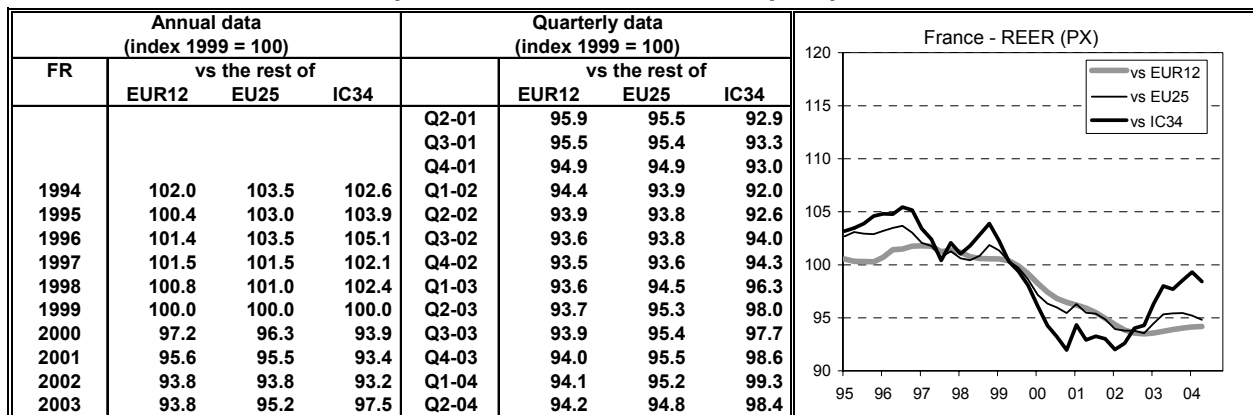 Annual data Quarterly data
(index 1999 = 100) (index 1999 = 100)
FR vs the rest of vs the rest of
EUR12 EU25 IC34 EUR12 EU25 IC34
Q2-01 95.9 95.5 92.9
Q3-01 95.5 95.4 93.3
Q4-01 94.9 94.9 93.0
1994 102.0 103.5 102.6 Q1-02 94.4 93.9 92.0
1995 100.4 103.0 103.9 Q2-02 93.9 93.8 92.6
1996 101.4 103.5 105.1 Q3-02 93.6 93.8 94.0
1997 101.5 101.5 102.1 Q4-02 93.5 93.6 94.3
1998 100.8 101.0 102.4 Q1-03 93.6 94.5 96.3
1999 100.0 100.0 100.0 Q2-03 93.7 95.3 98.0
2000 97.2 96.3 93.9 Q3-03 93.9 95.4 97.7
2001 95.6 95.5 93.4 Q4-03 94.0 95.5 98.6
2002 93.8 93.8 93.2 Q1-04 94.1 95.2 99.3
2003 93.8 95.2 97.5 Q2-04 94.2 94.8 98.4
France - REER (PX)
vs EUR12
vs EU25
vs IC34
120
115
110
105
100
95
90
95 96 97 98 99 00 01 02 03 04